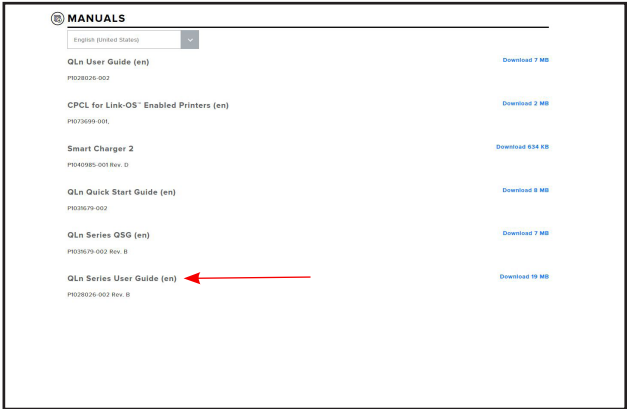 MANUALS
English (United States)
QLn User Guide (en)
Download 7 MB
P1028026-002
CPCL for Link-OS™ Enabled Printers (en)
Download 2 MB
P1073699-001,
Smart Charger 2
Download 634 KB
P1040985-001 Rev. D
QLn Quick Start Guide (en)
Download 8 MB
P1031679-002
QLn Series QSG (en)
Download 7 MB
P1031679-002 Rev. B
QLn Series User Guide (en)
Download 19 MB
P1028026-002 Rev. B